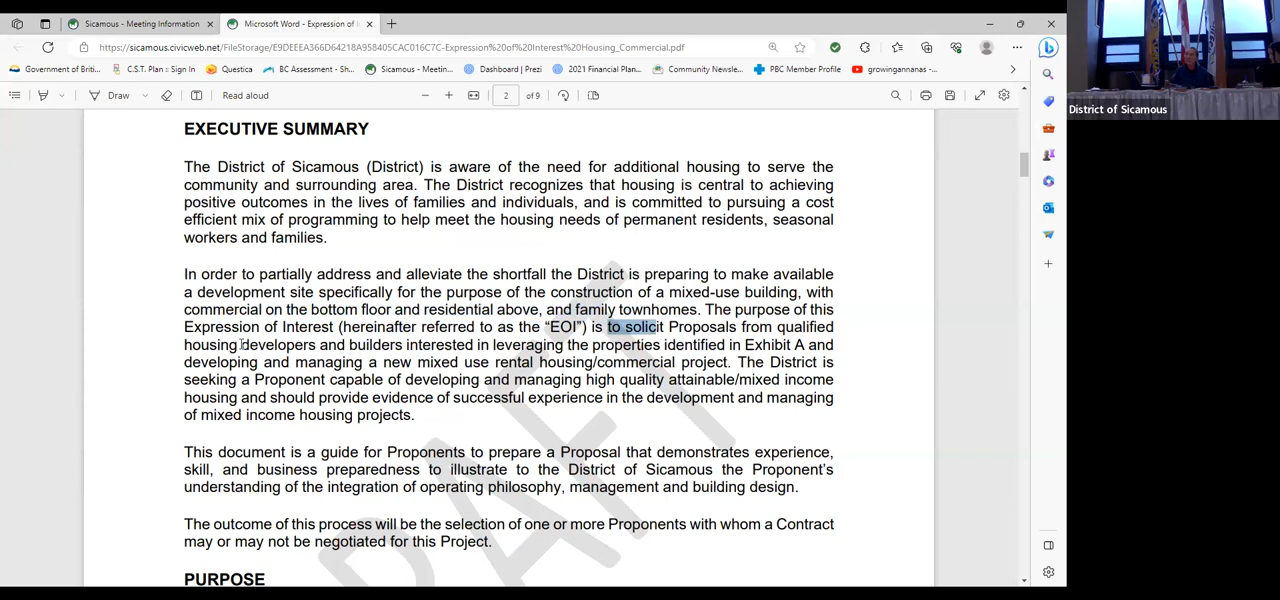 Sicamous - Meeting Information
Microsoft Word - Expression of I
https://sicamous.civicweb.net/FileStorage/E9DEEEA366D64218A958405CAC016C7C-Expression%20of%20Interest%20Housing_Commercial.pdf
Government of Briti...
C.S.T. Plan :: Sign In
Questica
BC Assessment - Sh...
Sicamous - Meetin...
Dashboard | Prezi
2021 Financial Plan...
Community Newsle...
PBC Member Profile
growingannanas - ...
Draw
Read aloud
2
of 9
District of Sicamous
EXECUTIVE SUMMARY
The District of Sicamous (District) is aware of the need for additional housing to serve the
community and surrounding area. The District recognizes that housing is central to achieving
positive outcomes in the lives of families and individuals, and is committed to pursuing a cost
efficient mix of programming to help meet the housing needs of permanent residents, seasonal
workers and families.
In order to partially address and alleviate the shortfall the District is preparing to make available
a development site specifically for the purpose of the construction of a mixed-use building, with
commercial on the bottom floor and residential above, and family townhomes. The purpose of this
Expression of Interest (hereinafter referred to as the “EOI”) is to solicit Proposals from qualified
housing developers and builders interested in leveraging the properties identified in Exhibit A and
developing and managing a new mixed use rental housing/commercial project. The District is
seeking a Proponent capable of developing and managing high quality attainable/mixed income
housing and should provide evidence of successful experience in the development and managing
of mixed income housing projects.
This document is a guide for Proponents to prepare a Proposal that demonstrates experience,
skill, and business preparedness to illustrate to the District of Sicamous the Proponent’s
understanding of the integration of operating philosophy, management and building design.
The outcome of this process will be the selection of one or more Proponents with whom a Contract
may or may not be negotiated for this Project.
PURPOSE
DRAFT